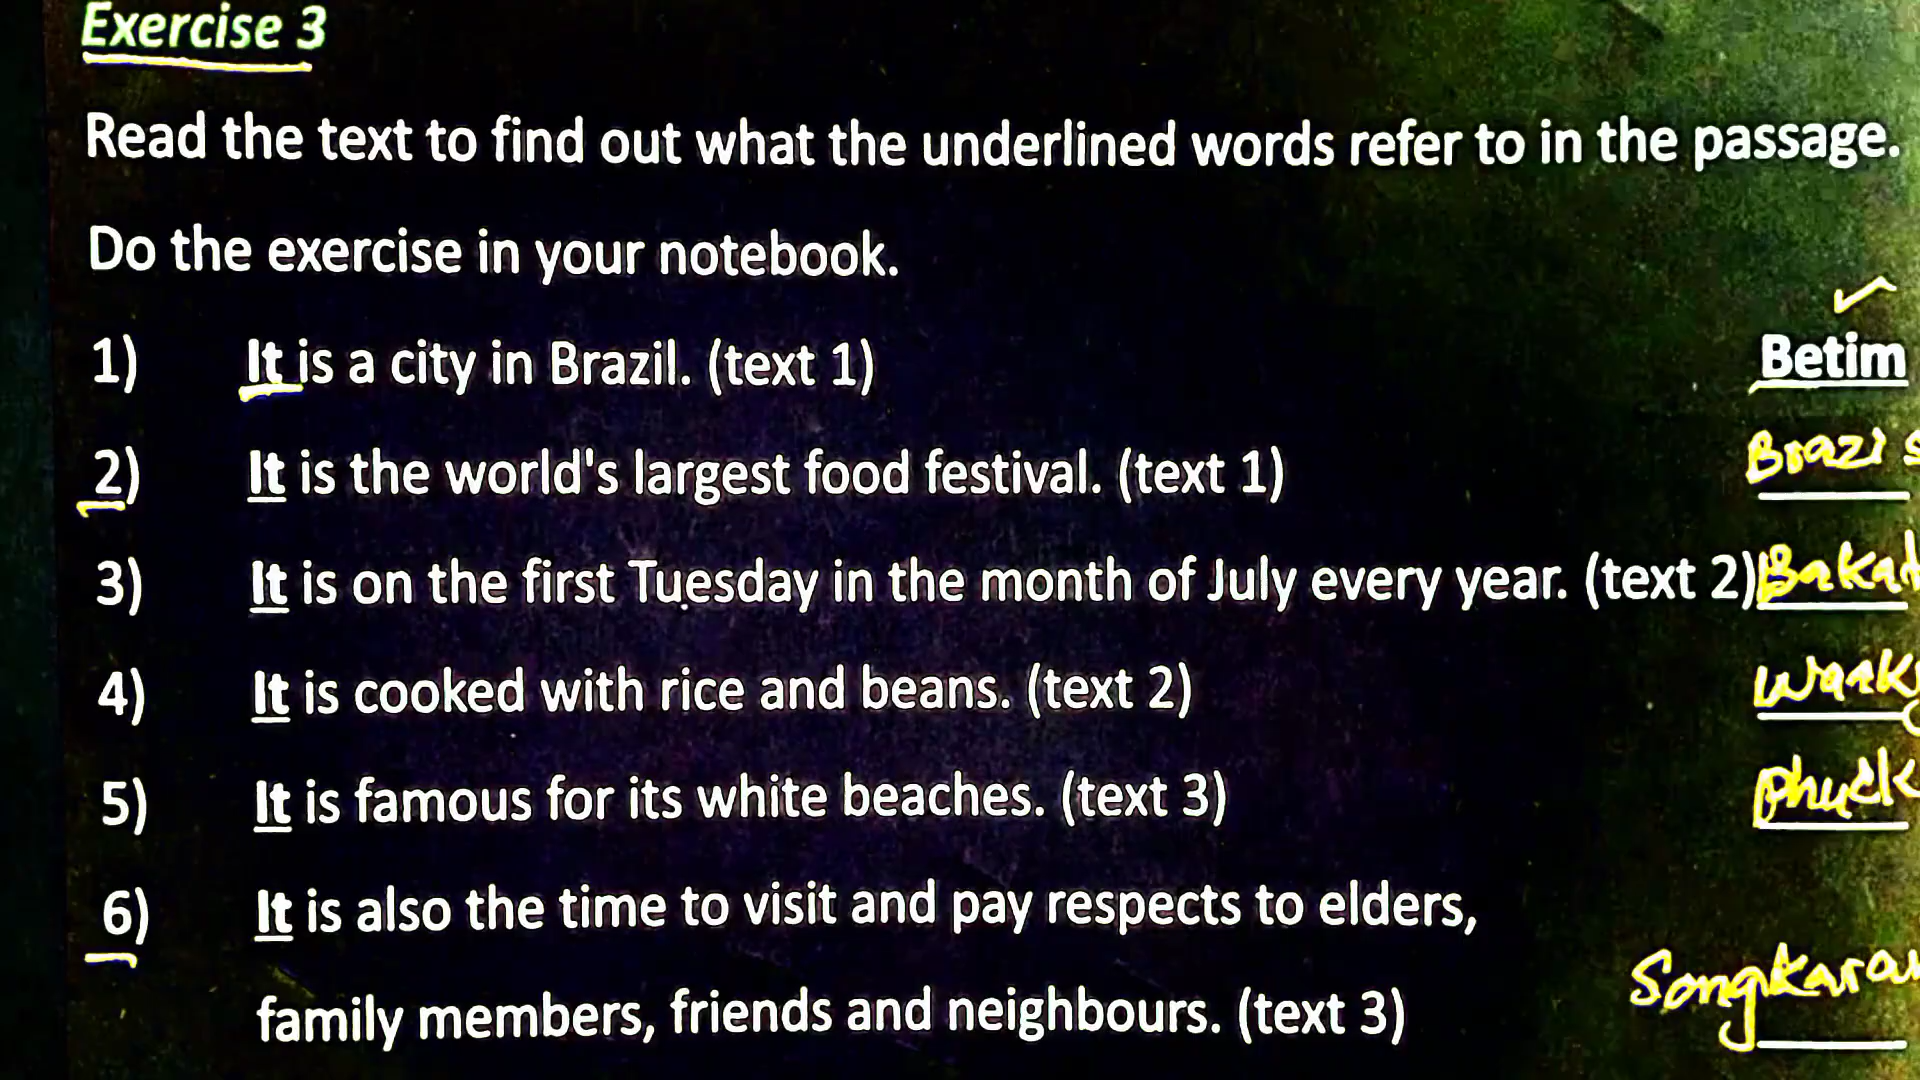 Exercise 3
Read the text to find out what the underlined words refer to in the passage.
Do the exercise in your notebook.
1) It is a city in Brazil. (text 1) Betim
2) It is the world's largest food festival. (text 1)
3) It is on the first Tuesday in the month of July every year. (text 2)
4) It is cooked with rice and beans. (text 2)
5) It is famous for its white beaches. (text 3)
6) It is also the time to visit and pay respects to elders,
family members, friends and neighbours. (text 3)